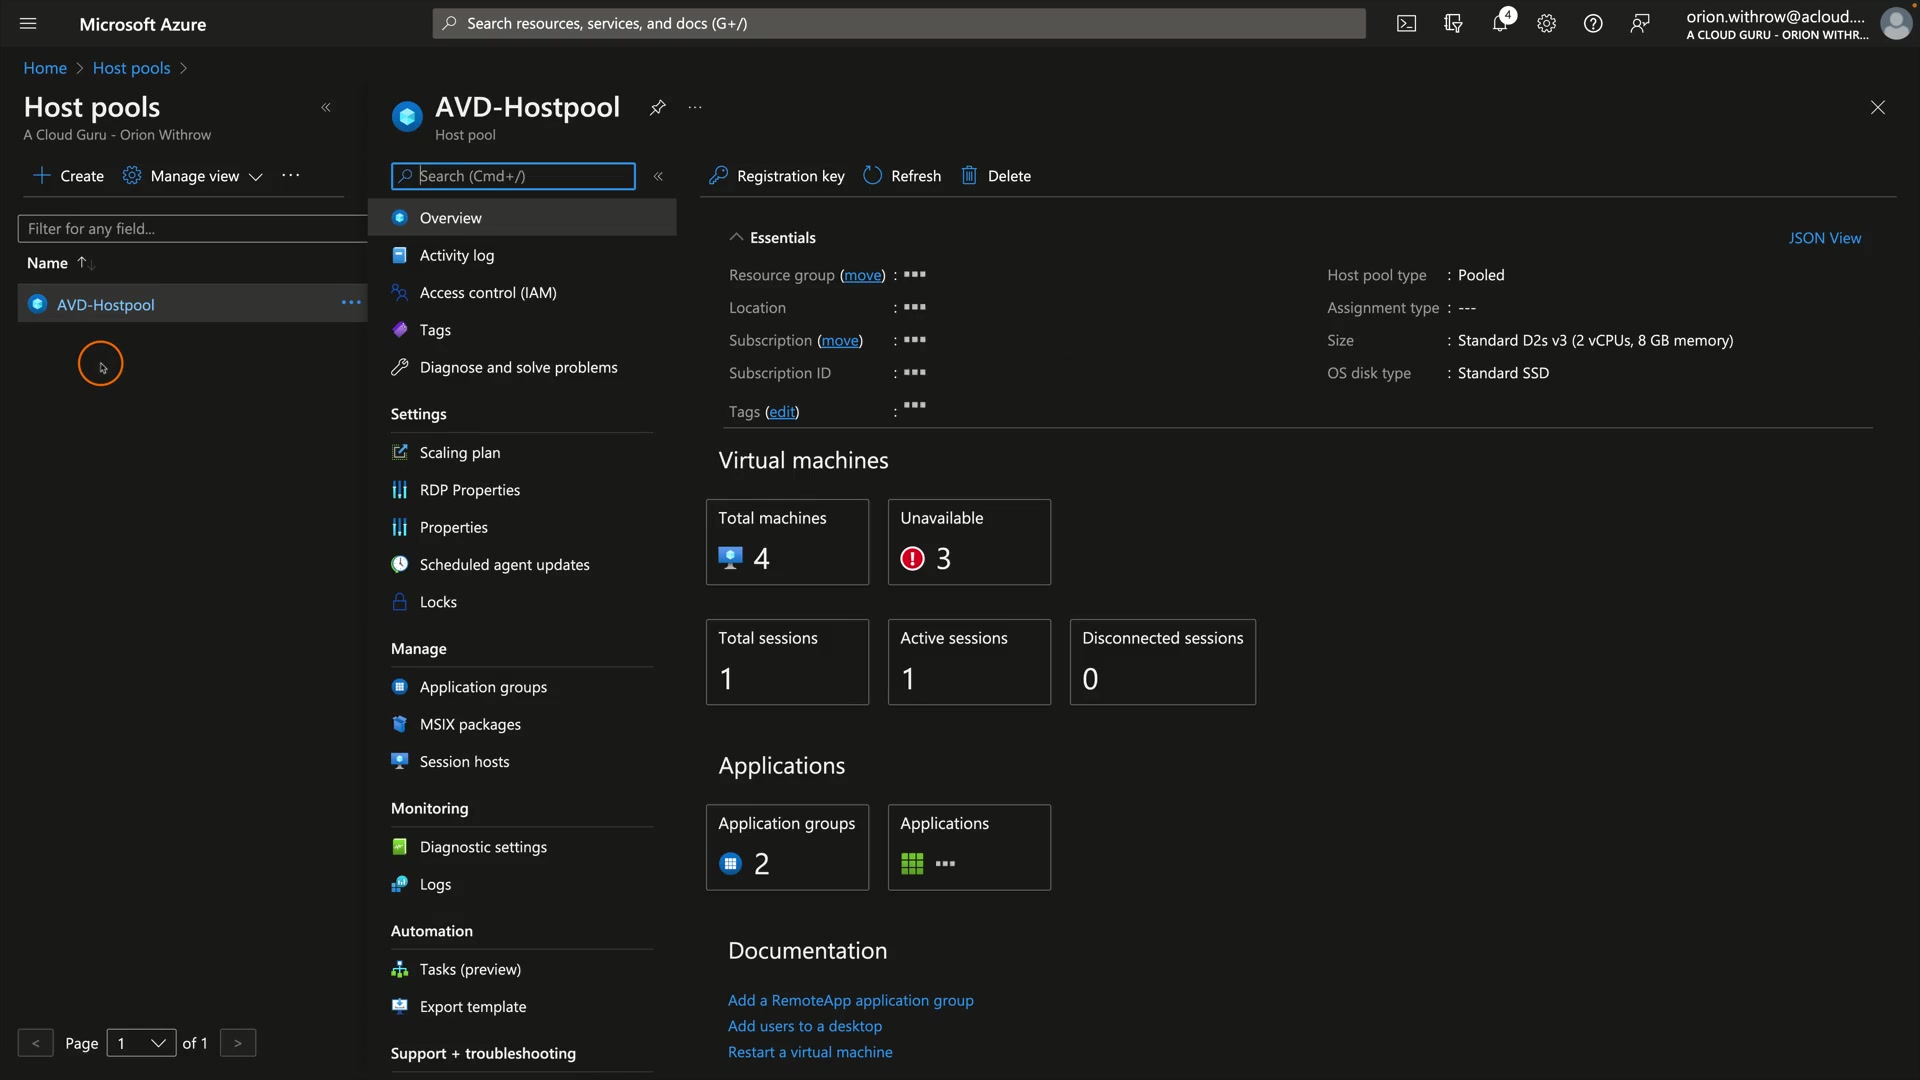 Microsoft Azure
Search resources, services, and docs (G+/)
4
orion.withrow@acloud....
A CLOUD GURU - ORION WITHR...
Home > Host pools >
Host pools
A Cloud Guru - Orion Withrow
Create
Manage view
Filter for any field...
Name
AVD-Hostpool
Page 1 of 1
AVD-Hostpool
Host pool
Search (Cmd+/)
Overview
Activity log
Access control (IAM)
Tags
Diagnose and solve problems
Settings
Scaling plan
RDP Properties
Properties
Scheduled agent updates
Locks
Manage
Application groups
MSIX packages
Session hosts
Monitoring
Diagnostic settings
Logs
Automation
Tasks (preview)
Export template
Support + troubleshooting
Registration key
Refresh
Delete
Essentials
JSON View
Resource group (move) :
Location :
Subscription (move) :
Subscription ID :
Tags (edit) :
Host pool type : Pooled
Assignment type : ---
Size : Standard D2s v3 (2 vCPUs, 8 GB memory)
OS disk type : Standard SSD
Virtual machines
Total machines
4
Unavailable
3
Total sessions
1
Active sessions
1
Disconnected sessions
0
Applications
Application groups
2
Applications
Documentation
Add a RemoteApp application group
Add users to a desktop
Restart a virtual machine